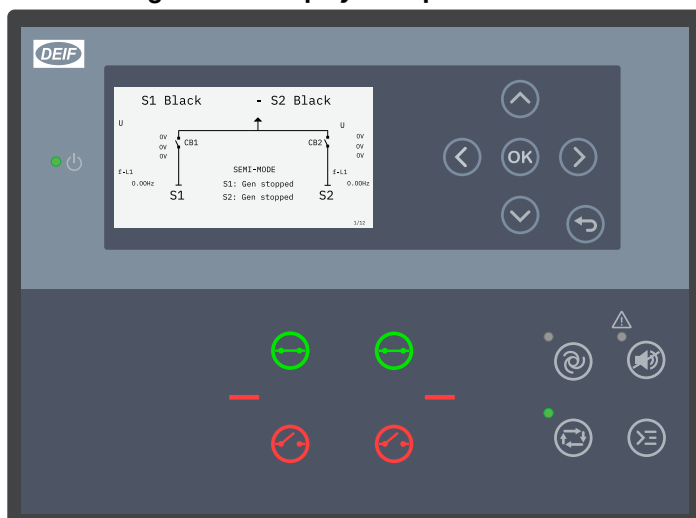 DEIF
S1 Black - S2 Black
U U
0V CB1 CB2 0V
0V 0V
0V 0V
f-L1 SEMI-MODE f-L1
0.00Hz S1: Gen stopped 0.00Hz
S1 S2: Gen stopped S2
1/12
OK